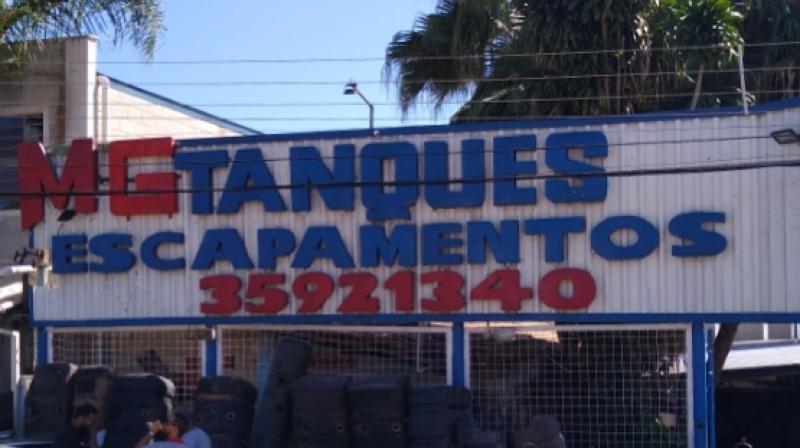 MG TANQUES
ESCAPAMENTOS
35921340